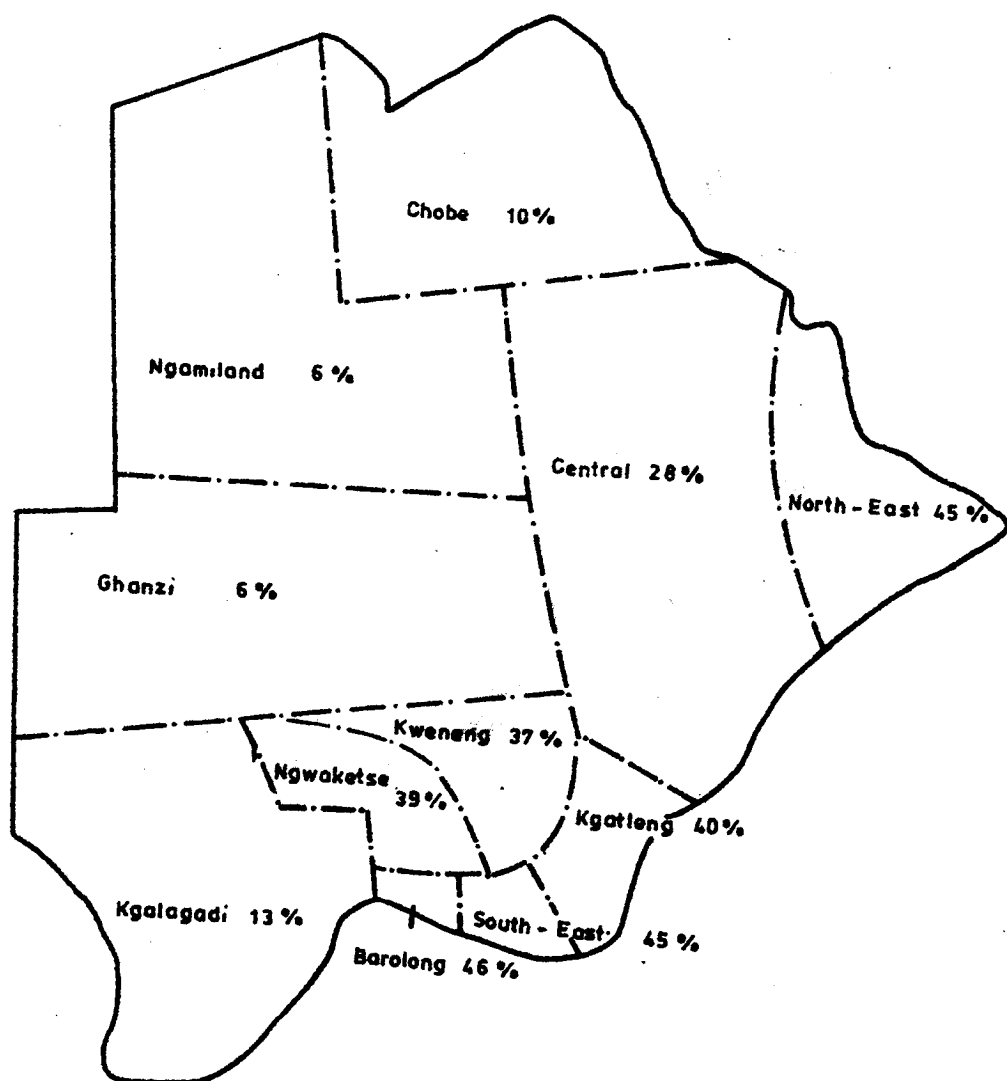 Chobe 10%
Ngamiland 6%
Central 28%
North-East 45%
Ghanzi 6%
Kweneng 37%
Ngwaketse
39%
Kgatleng 40%
Kgalagadi 13%
South-East 45%
Barolong 46%